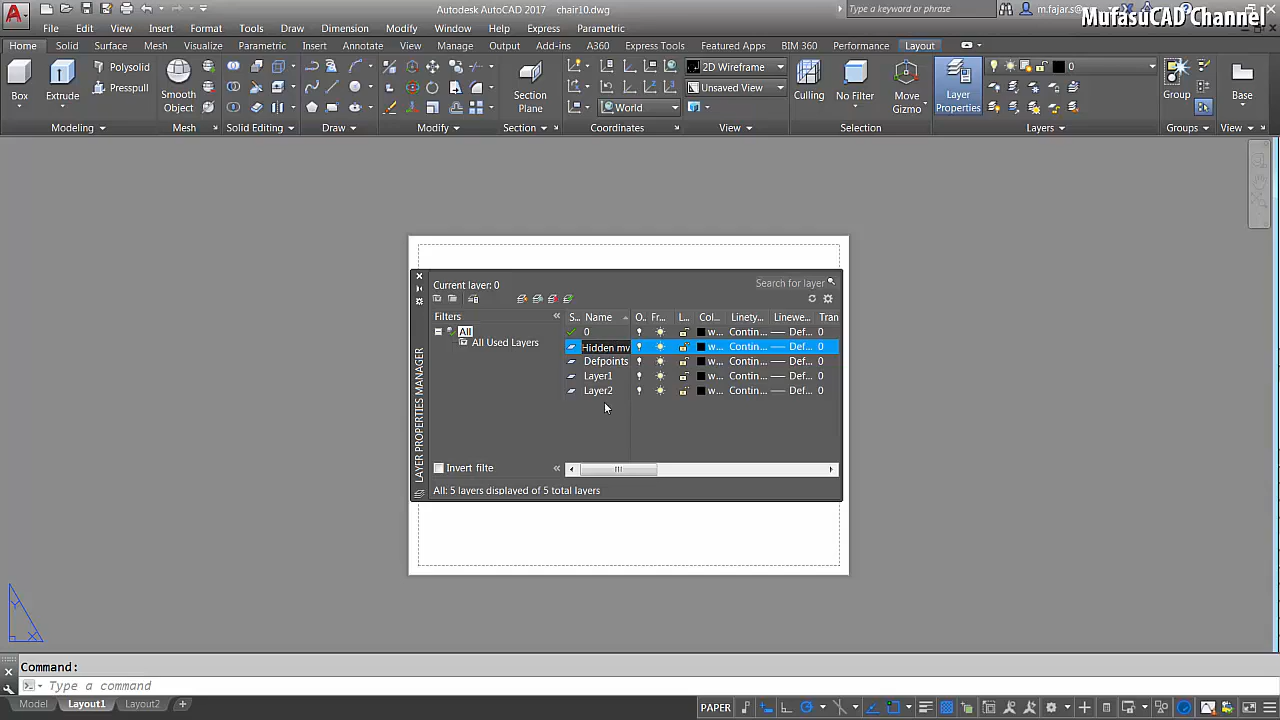 Autodesk AutoCAD 2017 chair10.dwg
Type a keyword or phrase
m.fajar.s@...
MufasuCAD Channel
File Edit View Insert Format Tools Draw Dimension Modify Window Help Express Parametric
Home Solid Surface Mesh Visualize Parametric Insert Annotate View Manage Output Add-ins A360 Express Tools Featured Apps BIM 360 Performance Layout
Polysolid
2D Wireframe
0
Presspull
Unsaved View
Box Extrude Smooth Object Section Plane Culling No Filter Move Gizmo Layer Properties Group Base
World
Modeling Mesh Solid Editing Draw Modify Section Coordinates View Selection Layers Groups View
Current layer: 0
Search for layer
Filters
S.. Name O.. Fr... L... Col... Linety... Linewe... Tran
All
0 w... Contin... Def... 0
All Used Layers
Hidden mv w... Contin... Def... 0
Defpoints w... Contin... Def... 0
Layer1 w... Contin... Def... 0
Layer2 w... Contin... Def... 0
LAYER PROPERTIES MANAGER
Invert filte
All: 5 layers displayed of 5 total layers
Y
X
Command:
Type a command
Model Layout1 Layout2
PAPER